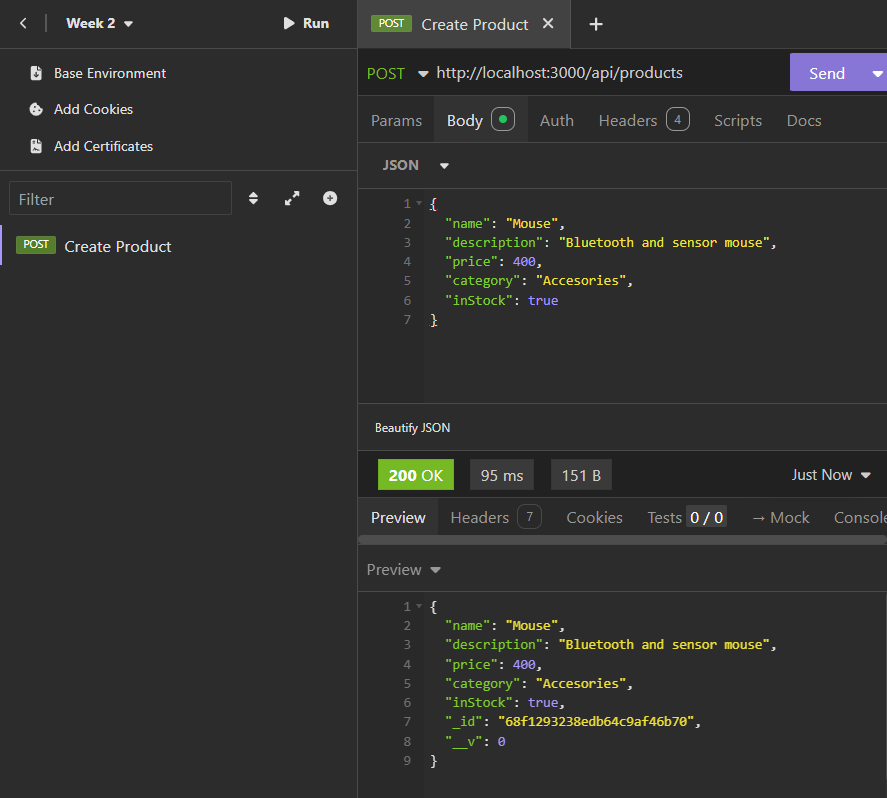 Week 2
Run
Base Environment
Add Cookies
Add Certificates
Filter
POST Create Product
POST Create Product
POST http://localhost:3000/api/products Send
Params Body Auth Headers 4 Scripts Docs
JSON
1 {
2 "name": "Mouse",
3 "description": "Bluetooth and sensor mouse",
4 "price": 400,
5 "category": "Accesories",
6 "inStock": true
7 }
Beautify JSON
200 OK 95 ms 151 B Just Now
Preview Headers 7 Cookies Tests 0 / 0 → Mock Console
Preview
1 {
2 "name": "Mouse",
3 "description": "Bluetooth and sensor mouse",
4 "price": 400,
5 "category": "Accesories",
6 "inStock": true,
7 "_id": "68f1293238edb64c9af46b70",
8 "__v": 0
9 }